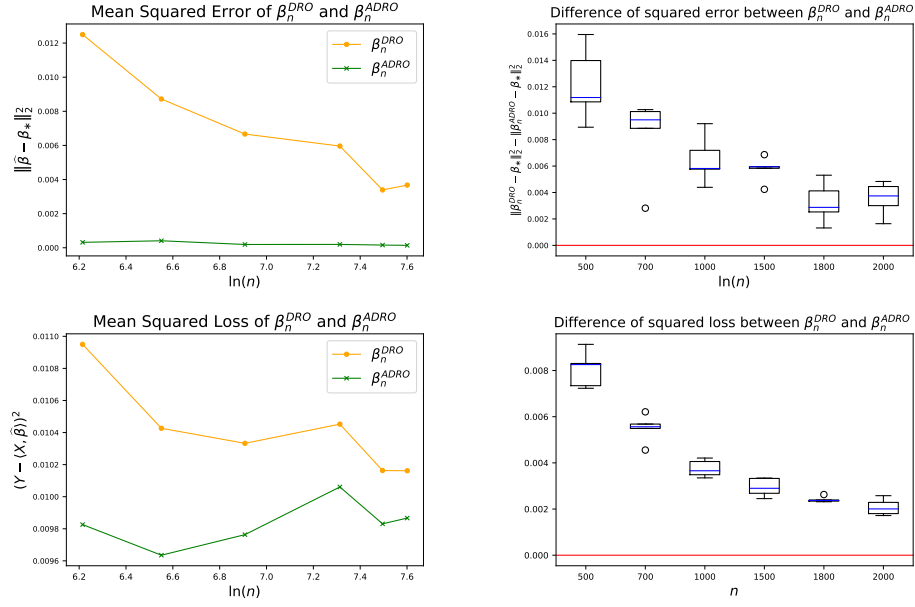 Mean Squared Error of β_n^{DRO} and β_n^{ADRO}
‖β̂ − β_*‖_2^2
0.012
0.010
0.008
0.006
0.004
0.002
0.000
β_n^{DRO}
β_n^{ADRO}
6.2 6.4 6.6 6.8 7.0 7.2 7.4 7.6
ln(n)
Difference of squared error between β_n^{DRO} and β_n^{ADRO}
‖β_n^{DRO} − β_*‖_2^2 − ‖β_n^{ADRO} − β_*‖_2^2
0.016
0.014
0.012
0.010
0.008
0.006
0.004
0.002
0.000
500 700 1000 1500 1800 2000
n
Mean Squared Loss of β_n^{DRO} and β_n^{ADRO}
(Y − ⟨X, β̂⟩)^2
0.0110
0.0108
0.0106
0.0104
0.0102
0.0100
0.0098
0.0096
β_n^{DRO}
β_n^{ADRO}
6.2 6.4 6.6 6.8 7.0 7.2 7.4 7.6
ln(n)
Difference of squared loss between β_n^{DRO} and β_n^{ADRO}
0.008
0.006
0.004
0.002
0.000
500 700 1000 1500 1800 2000
n